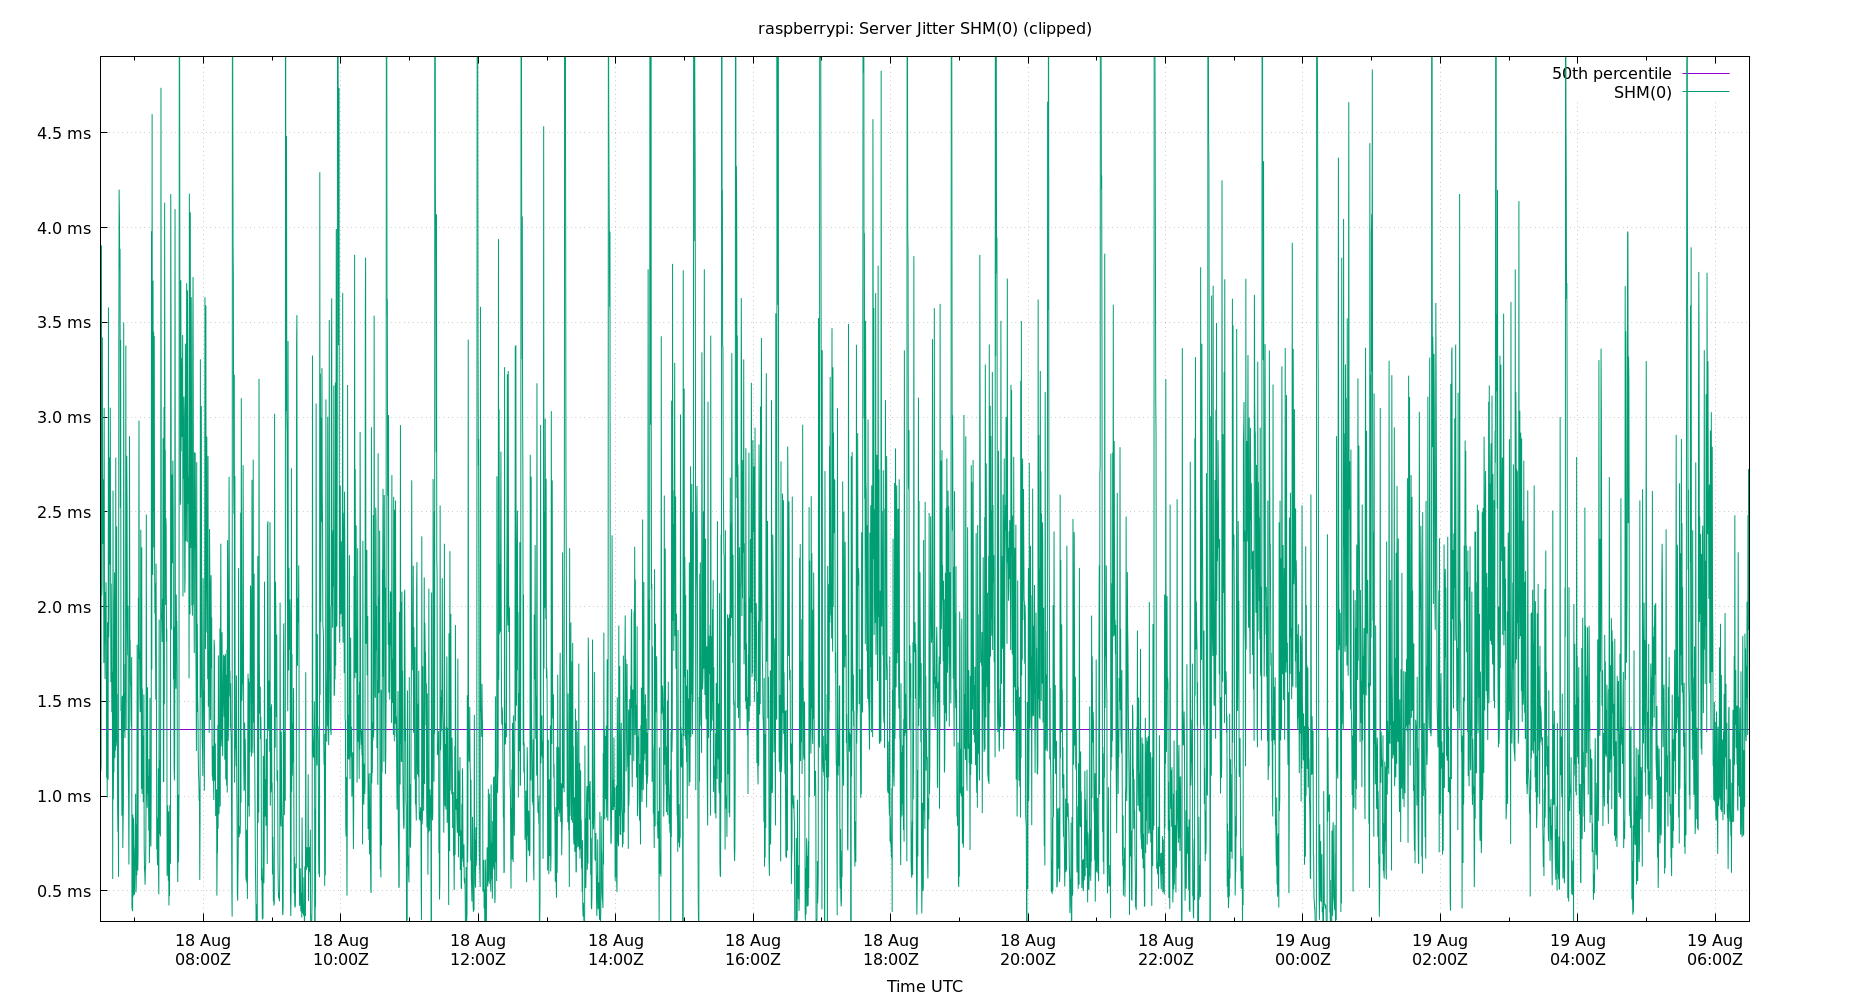 raspberrypi: Server Jitter SHM(0) (clipped)
50th percentile
SHM(0)
4.5 ms
4.0 ms
3.5 ms
3.0 ms
2.5 ms
2.0 ms
1.5 ms
1.0 ms
0.5 ms
18 Aug 18 Aug 18 Aug 18 Aug 18 Aug 18 Aug 18 Aug 18 Aug 19 Aug 19 Aug 19 Aug 19 Aug
08:00Z 10:00Z 12:00Z 14:00Z 16:00Z 18:00Z 20:00Z 22:00Z 00:00Z 02:00Z 04:00Z 06:00Z
Time UTC